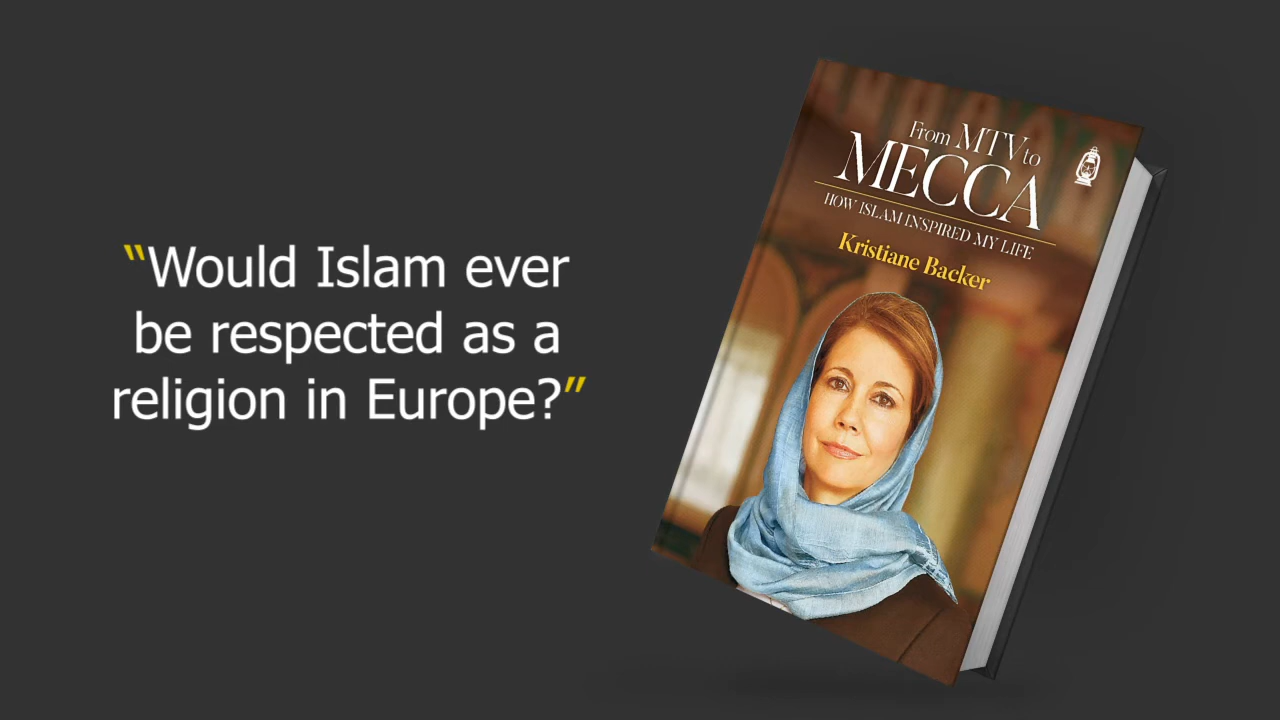 “Would Islam ever
be respected as a
religion in Europe?”
From MTV to
MECCA
HOW ISLAM INSPIRED MY LIFE
Kristiane Backer